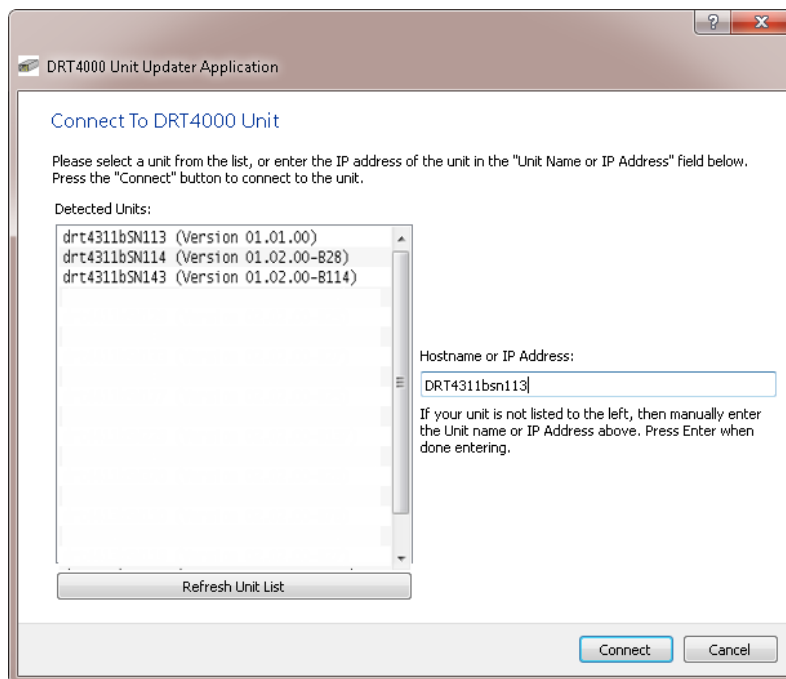 DRT4000 Unit Updater Application
Connect To DRT4000 Unit
Please select a unit from the list, or enter the IP address of the unit in the "Unit Name or IP Address" field below.
Press the "Connect" button to connect to the unit.
Detected Units:
drt4311bSN113 (Version 01.01.00)
drt4311bSN114 (Version 01.02.00-B28)
drt4311bSN143 (Version 01.02.00-B114)
Hostname or IP Address:
DRT4311bsn113
If your unit is not listed to the left, then manually enter
the Unit name or IP Address above. Press Enter when
done entering.
Refresh Unit List
Connect
Cancel